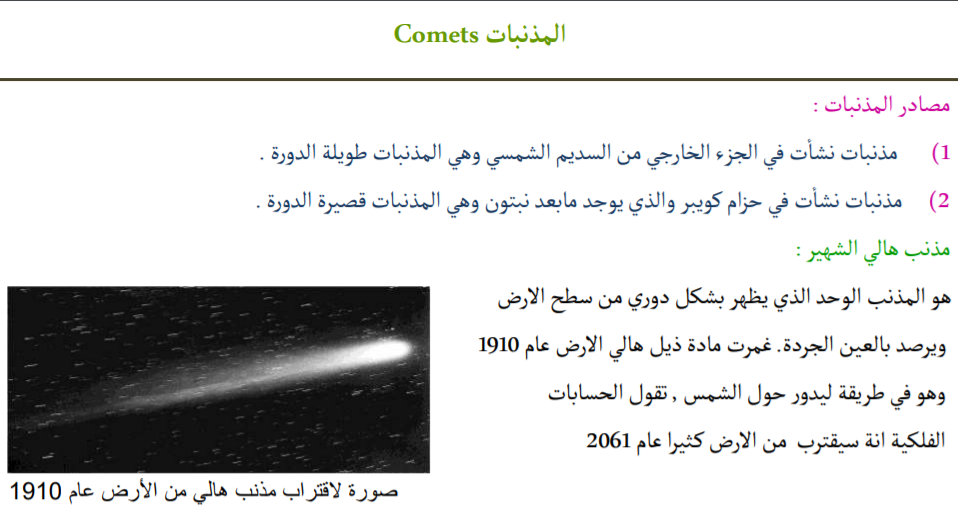 المذنبات Comets
مصادر المذنبات :
1) مذنبات نشأت في الجزء الخارجي من السديم الشمسي وهي المذنبات طويلة الدورة .
2) مذنبات نشأت في حزام كويبر والذي يوجد مابعد نبتون وهي المذنبات قصيرة الدورة .
مذنب هالي الشهير :
هو المذنب الوحد الذي يظهر بشكل دوري من سطح الارض
ويرصد بالعين الجردة. غمرت مادة ذيل هالي الارض عام 1910
وهو في طريقة ليدور حول الشمس , تقول الحسابات
الفلكية انة سيقترب من الارض كثيرا عام 2061
صورة لاقتراب مذنب هالي من الأرض عام 1910